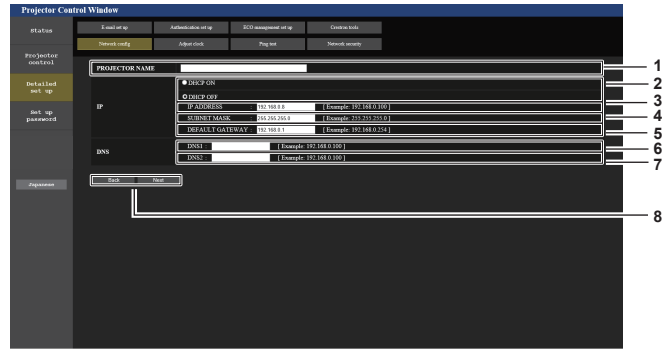 Projector Control Window
Status
Projector control
Detailed set up
Set up password
Japanese
E-mail set up
Authentication set up
ECO management set up
Crestron tools
Network config
Adjust clock
Ping test
Network security
PROJECTOR NAME
IP
DHCP ON
DHCP OFF
IP ADDRESS : 192.168.0.8 [ Example: 192.168.0.100 ]
SUBNET MASK : 255.255.255.0 [ Example: 255.255.255.0 ]
DEFAULT GATEWAY : 192.168.0.1 [ Example: 192.168.0.254 ]
DNS
DNS1 : [ Example: 192.168.0.100 ]
DNS2 : [ Example: 192.168.0.100 ]
Back Next
1
2
3
4
5
6
7
8